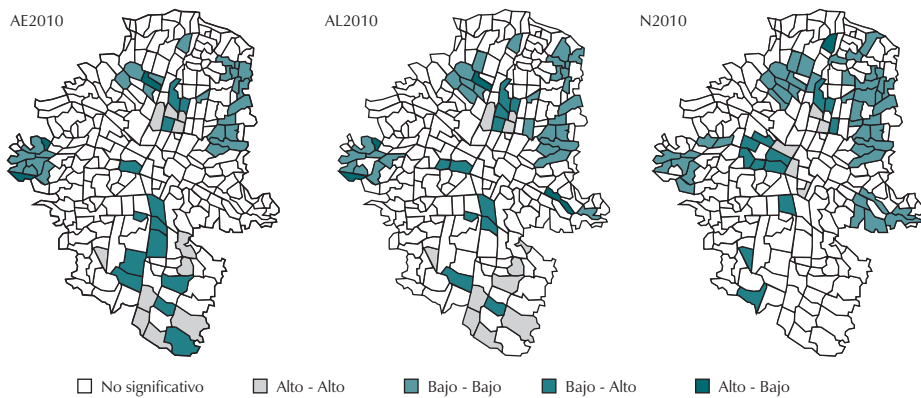 AE2010
AL2010
N2010
No significativo
Alto - Alto
Bajo - Bajo
Bajo - Alto
Alto - Bajo